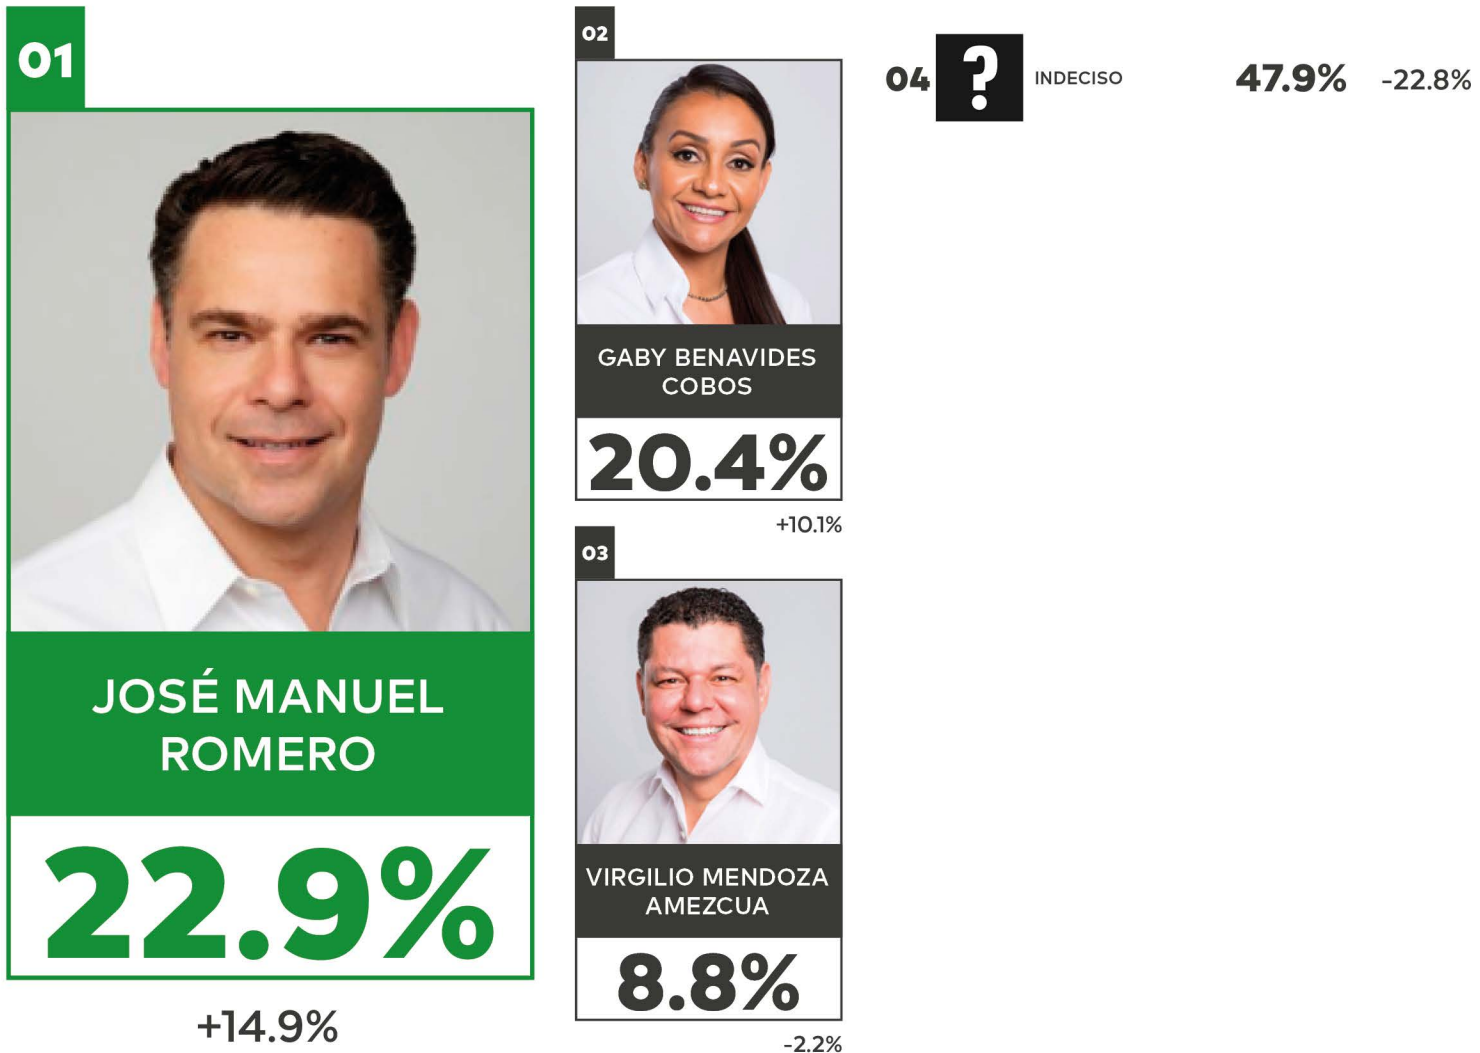 01
JOSÉ MANUEL
ROMERO
22.9%
+14.9%
02
GABY BENAVIDES
COBOS
20.4%
+10.1%
03
VIRGILIO MENDOZA
AMEZCUA
8.8%
-2.2%
04 ? INDECISO 47.9% -22.8%